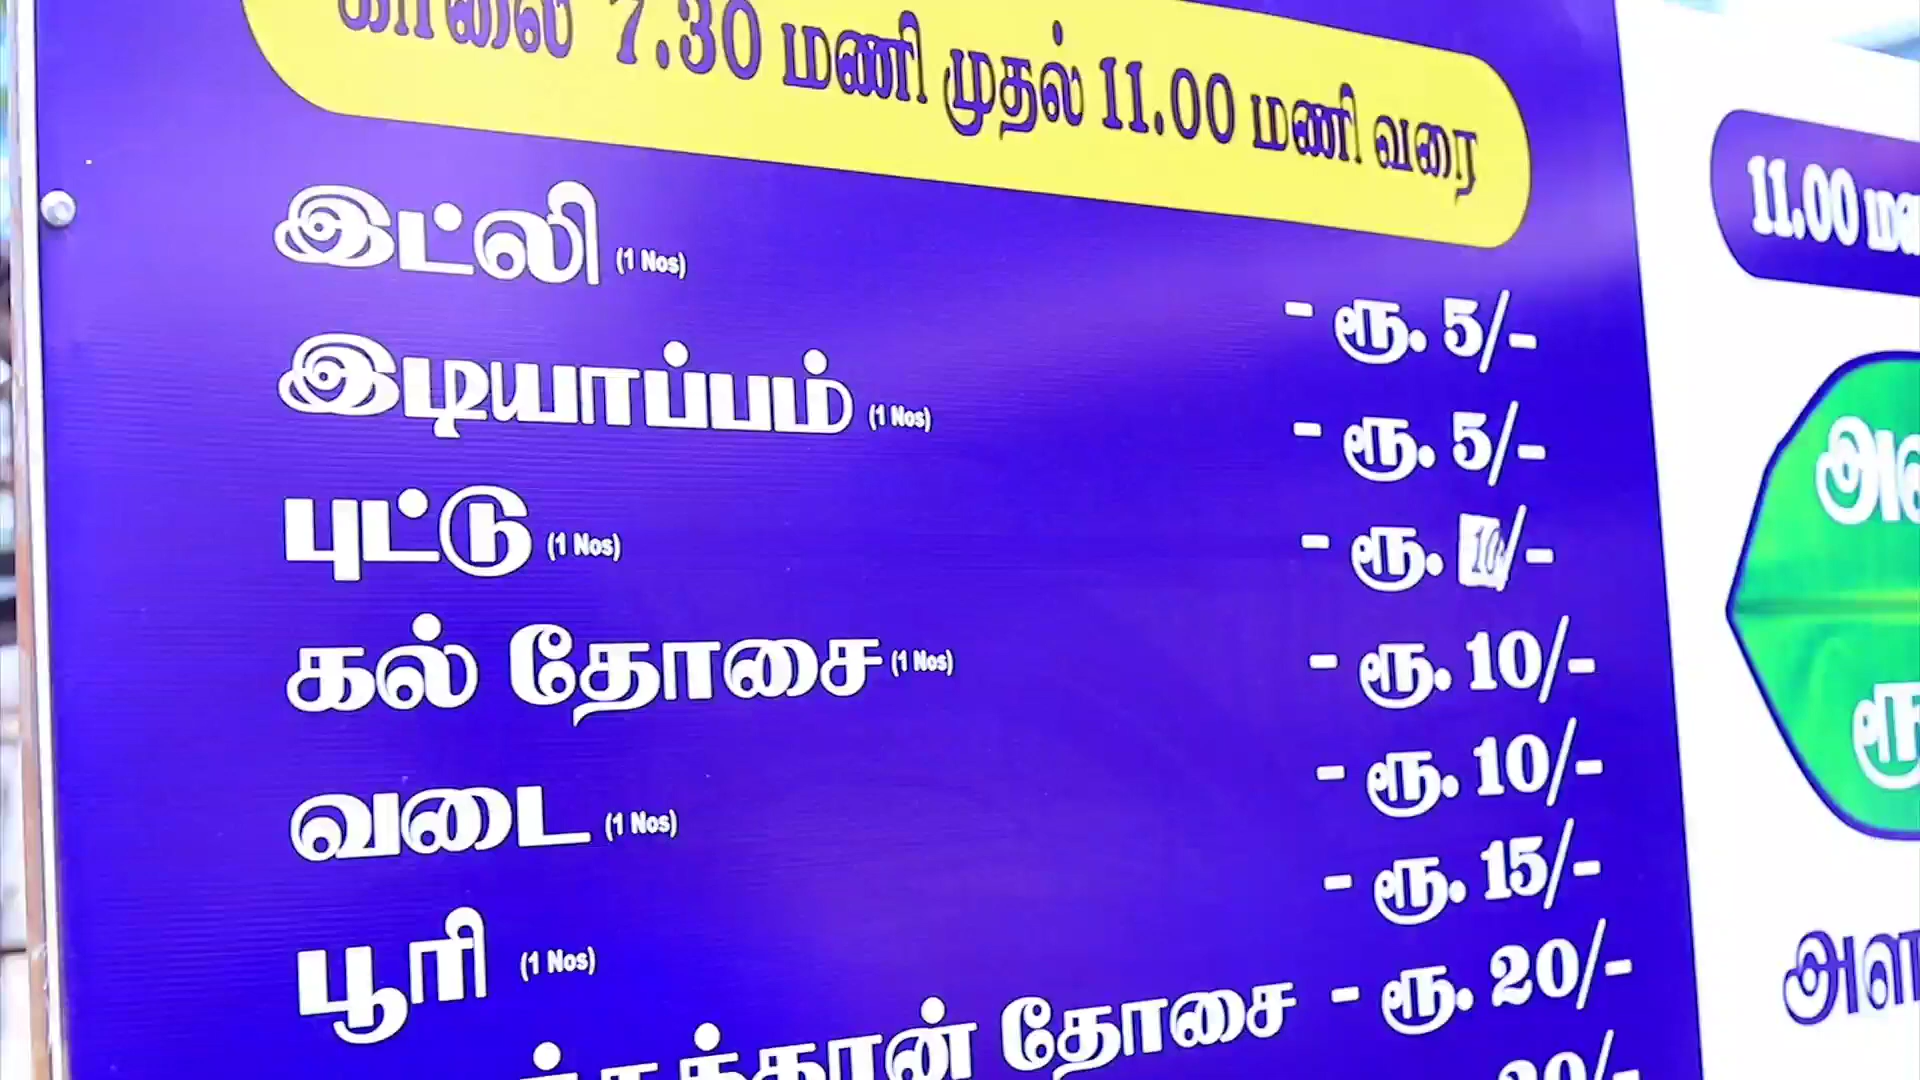 காலை 7.30 மணி முதல் 11.00 மணி வரை
இட்லி (1 Nos) - ரூ. 5/-
இடியாப்பம் (1 Nos) - ரூ. 5/-
புட்டு (1 Nos) - ரூ. 10/-
கல் தோசை (1 Nos) - ரூ. 10/-
வடை (1 Nos) - ரூ. 10/-
பூரி (1 Nos) - ரூ. 15/-
தோசை - ரூ. 20/-
11.00